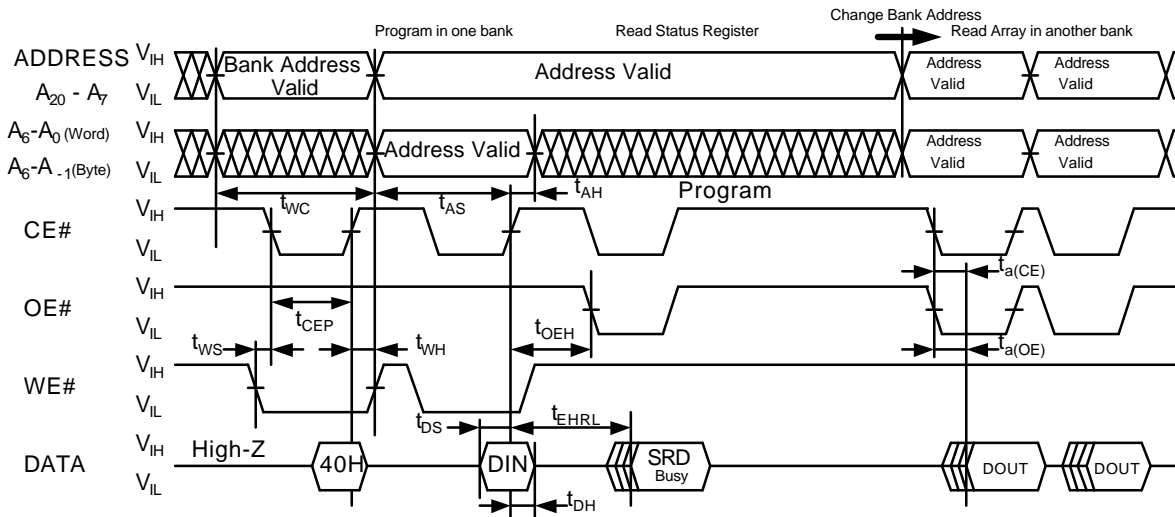 Change Bank Address
Program in one bank Read Status Register Read Array in another bank
ADDRESS VIH Bank Address Valid Address Valid Address Valid Address Valid
A20 - A7 VIL
A6-A0 (Word) VIH Address Valid Address Valid Address Valid
A6-A-1(Byte) VIL
tWC tAS tAH Program
CE# VIH
VIL
ta(CE)
OE# VIH
VIL
tCEP tOEH
tWS tWH ta(OE)
WE# VIH
VIL
tDS tEHRL
DATA VIH High-Z 40H DIN SRD Busy DOUT DOUT
VIL
tDH